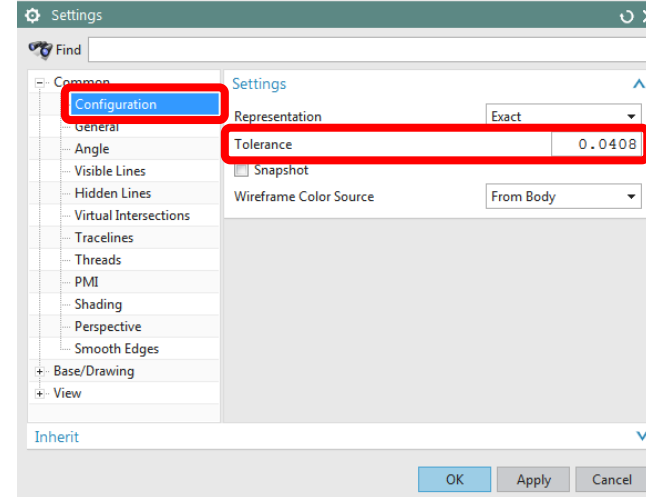 Settings
Find
Common
Configuration
General
Angle
Visible Lines
Hidden Lines
Virtual Intersections
Tracelines
Threads
PMI
Shading
Perspective
Smooth Edges
Base/Drawing
View
Settings
Representation Exact
Tolerance 0.0408
Snapshot
Wireframe Color Source From Body
Inherit
OK Apply Cancel